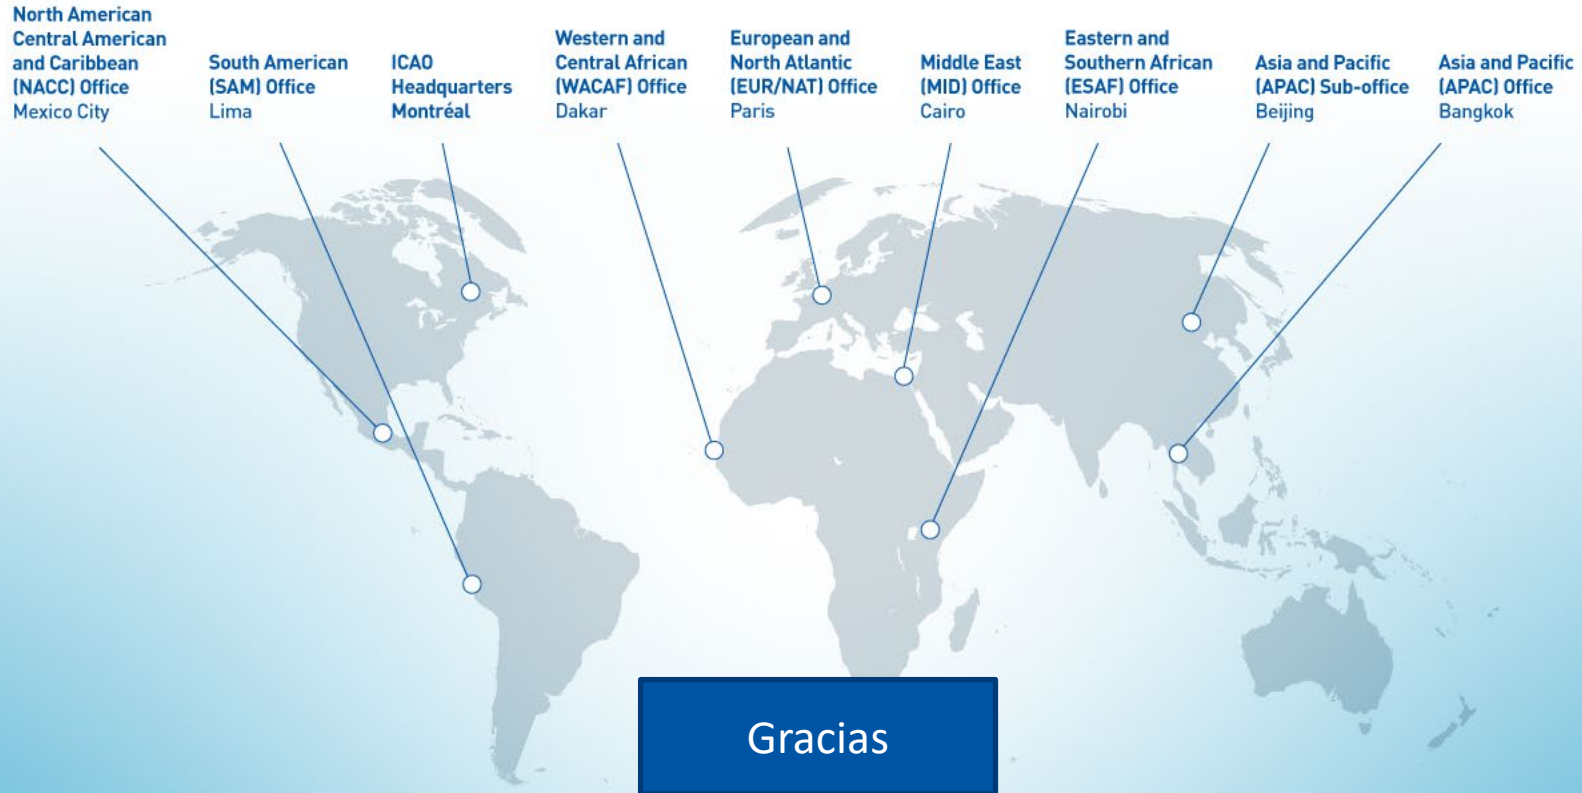 North American
Central American
and Caribbean
(NACC) Office
Mexico City
South American
(SAM) Office
Lima
ICAO
Headquarters
Montréal
Western and
Central African
(WACAF) Office
Dakar
European and
North Atlantic
(EUR/NAT) Office
Paris
Middle East
(MID) Office
Cairo
Eastern and
Southern African
(ESAF) Office
Nairobi
Asia and Pacific
(APAC) Sub-office
Beijing
Asia and Pacific
(APAC) Office
Bangkok
Gracias